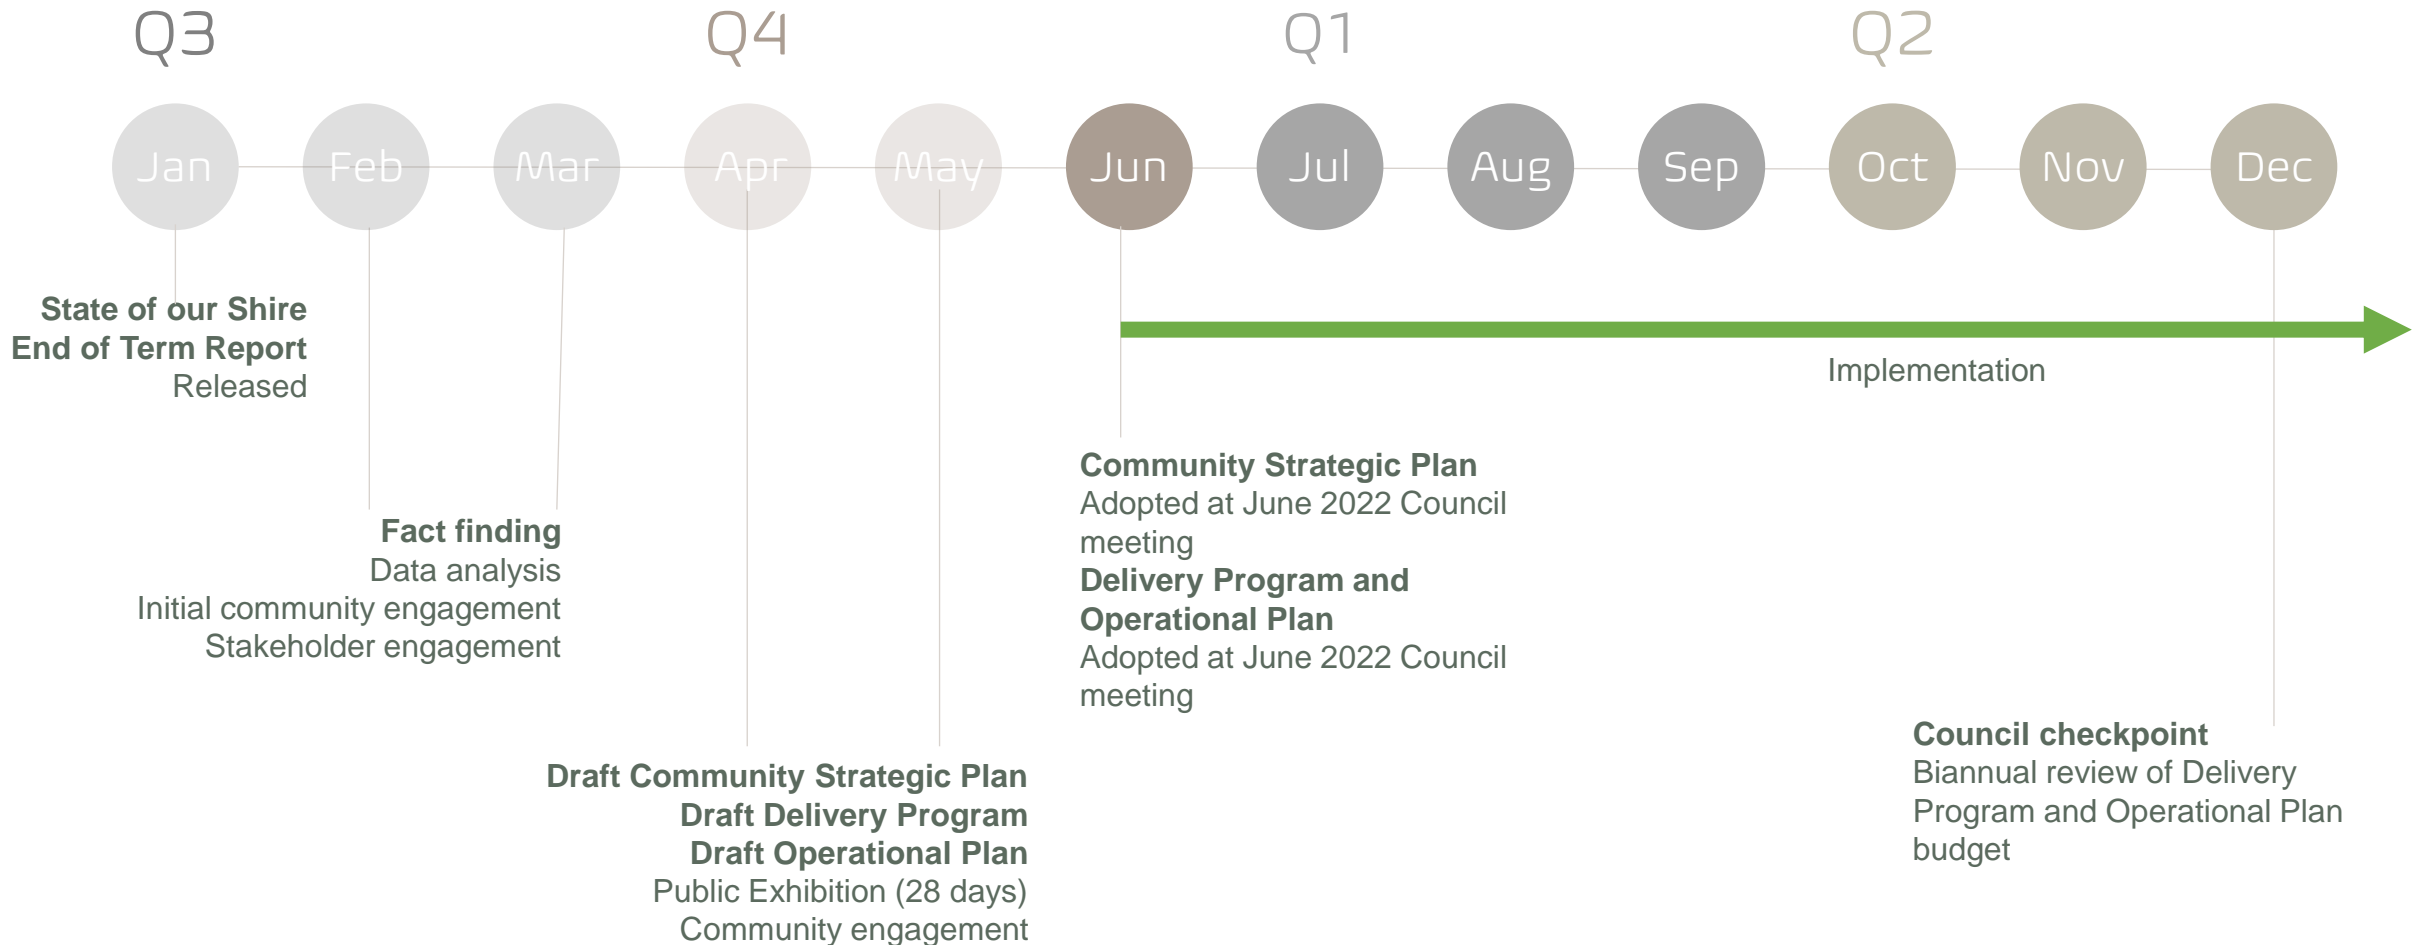 Q3
Q4
Q1
Q2
Jan
Feb
Mar
Apr
May
Jun
Jul
Aug
Sep
Oct
Nov
Dec
State of our Shire
End of Term Report
Released
Implementation
Fact finding
Data analysis
Initial community engagement
Stakeholder engagement
Community Strategic Plan
Adopted at June 2022 Council
meeting
Delivery Program and
Operational Plan
Adopted at June 2022 Council
meeting
Draft Community Strategic Plan
Draft Delivery Program
Draft Operational Plan
Public Exhibition (28 days)
Community engagement
Council checkpoint
Biannual review of Delivery
Program and Operational Plan
budget